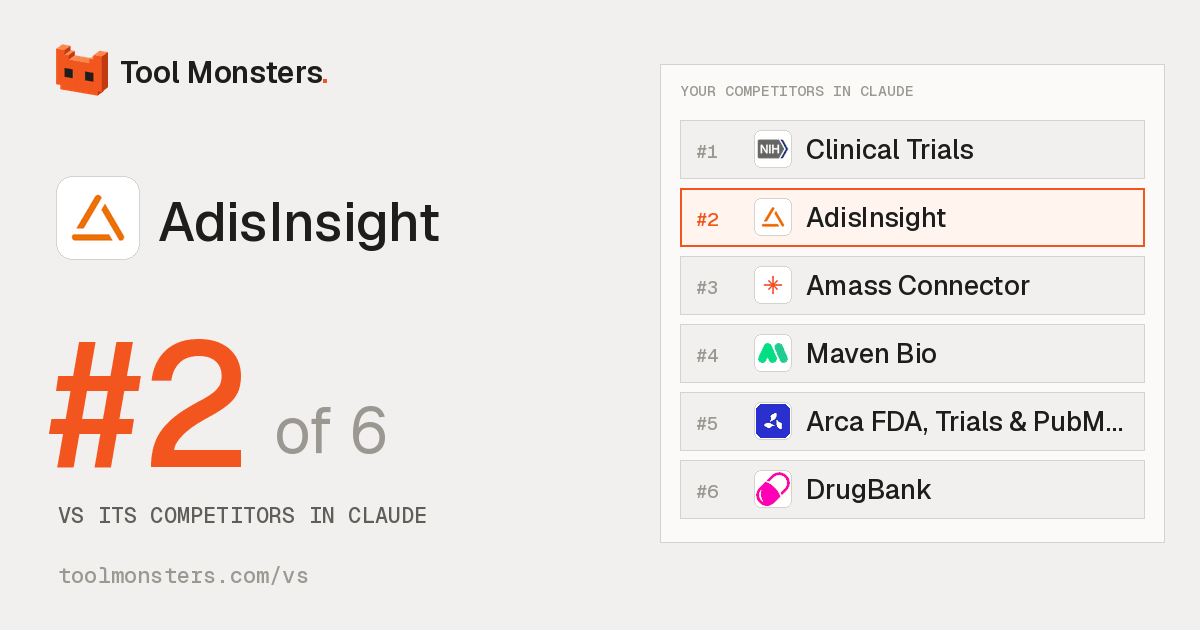 Tool Monsters.
AdisInsight
#2 of 6
VS ITS COMPETITORS IN CLAUDE
toolmonsters.com/vs
YOUR COMPETITORS IN CLAUDE
#1 NIH Clinical Trials
#2 AdisInsight
#3 Amass Connector
#4 Maven Bio
#5 Arca FDA, Trials & PubM...
#6 DrugBank